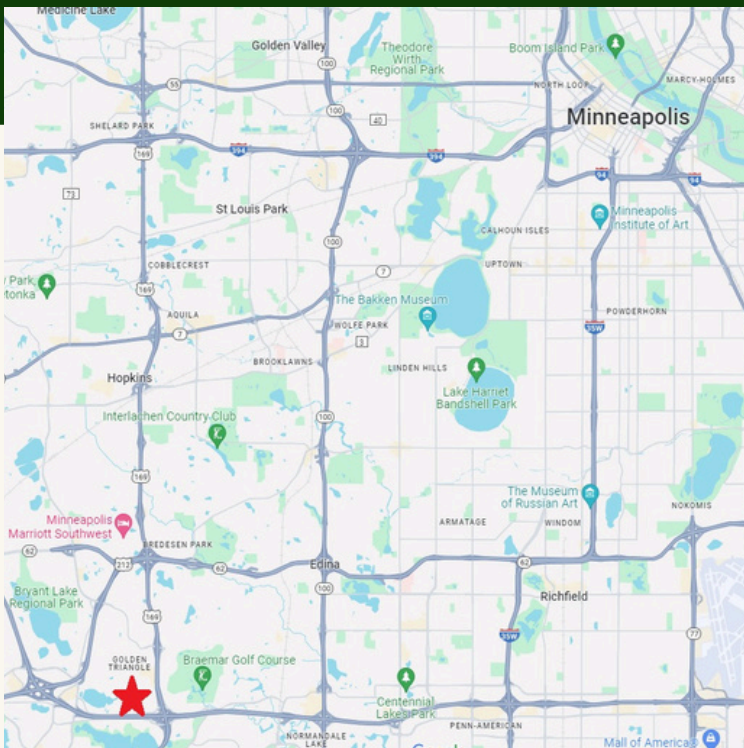 Medicine Lake
Golden Valley
Theodore
Wirth
Regional Park
Boom Island Park
100
55
NORTH LOOP
MARCY-HOLMES
100
40
Minneapolis
SHELARD PARK
169
394
394
94
94
73
St Louis Park
Minneapolis
Institute of Art
CALHOUN ISLES
100
COBBLECREST
7
UPTOWN
Park,
tonka
169
The Bakken Museum
AQUILA
WOLFE PARK
POWDERHORN
7
3
35W
BROOKLAWNS
LINDEN HILLS
Hopkins
Lake Harriet
Bandshell Park
Interlachen Country Club
100
169
The Museum
of Russian Art
NOKOMIS
Minneapolis
Marriott Southwest
ARMATAGE
WINDOM
BREDESEN PARK
62
212
62
Edina
62
Bryant Lake
Regional Park
100
Richfield
169
35W
77
GOLDEN
TRIANGLE
Braemar Golf Course
Centennial
Lakes Park
NORMANDALE
LAKE
PENN-AMERICAN
Mall of America